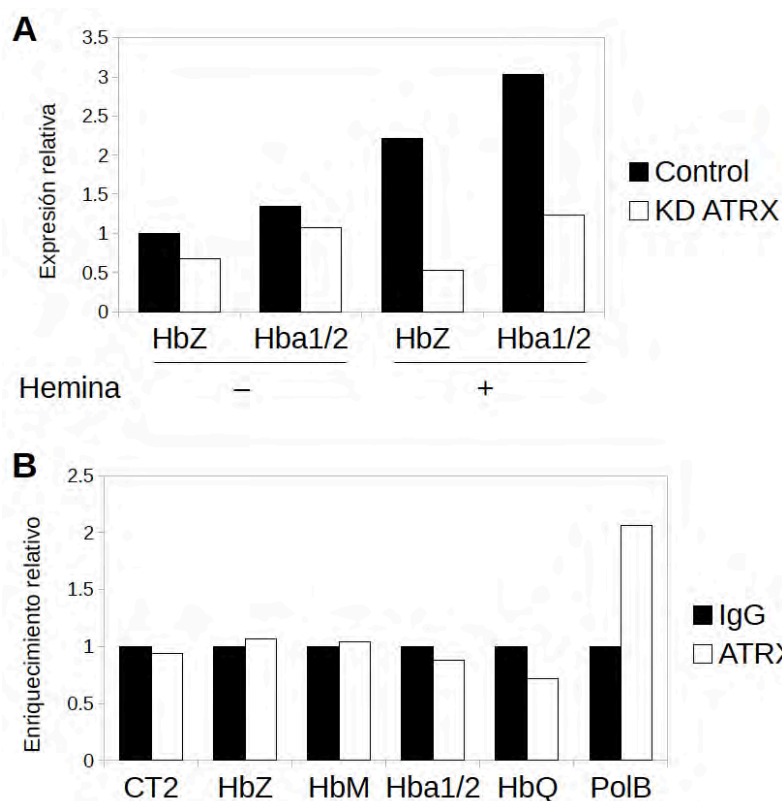 A
3.5
3
2.5
2
1.5
1
0.5
0
Expresión relativa
Control
KD ATRX
HbZ Hba1/2 HbZ Hba1/2
Hemina – +
B
2.5
2
1.5
1
0.5
0
Enriquecimiento relativo
IgG
ATRX
CT2 HbZ HbM Hba1/2 HbQ PolB